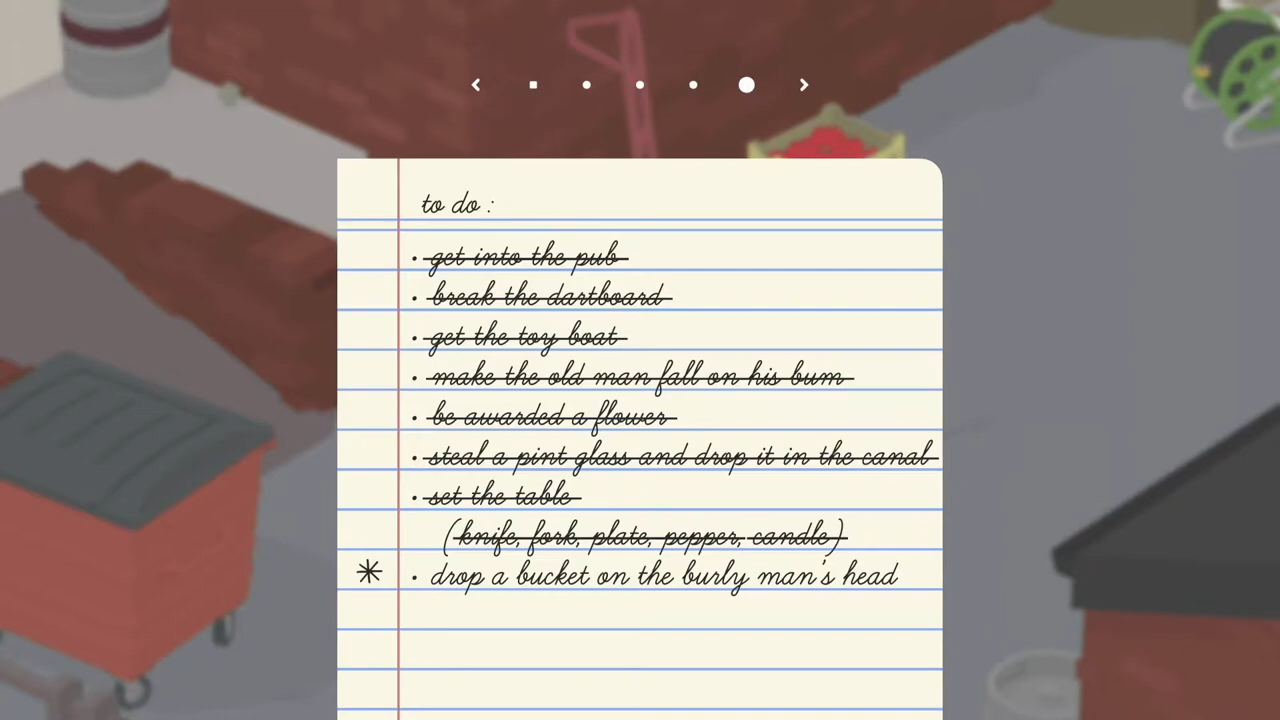 to do :
• get into the pub
• break the dartboard
• get the toy boat
• make the old man fall on his bum
• be awarded a flower
• steal a pint glass and drop it in the canal
• set the table
(knife, fork, plate, pepper, candle)
* • drop a bucket on the burly man's head